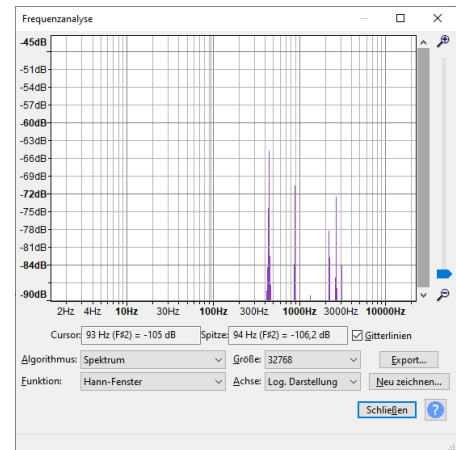 Frequenzanalyse
-45dB
-51dB
-54dB
-57dB
-60dB
-63dB
-66dB
-69dB
-72dB
-75dB
-78dB
-81dB
-84dB
-90dB
2Hz 4Hz 10Hz 30Hz 100Hz 300Hz 1000Hz 3000Hz 10000Hz
Cursor: 93 Hz (F#2) = -105 dB Spitze: 94 Hz (F#2) = -106,2 dB Gitterlinien
Algorithmus: Spektrum Größe: 32768 Export...
Funktion: Hann-Fenster Achse: Log. Darstellung Neu zeichnen...
Schließen ?